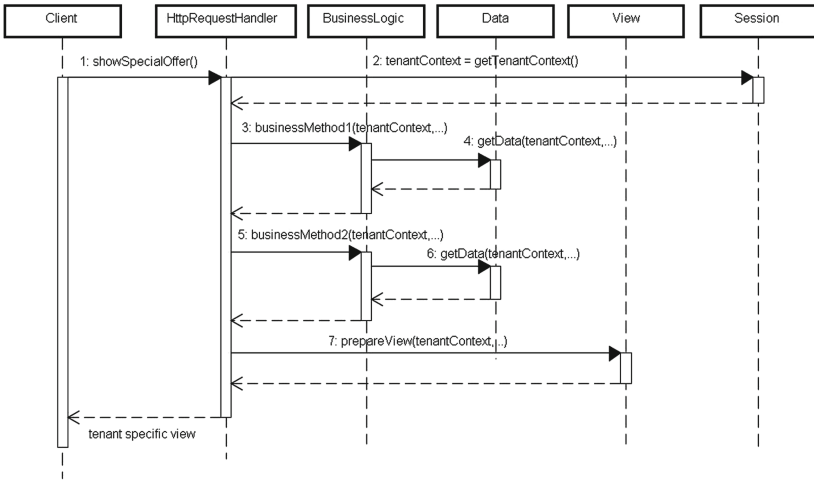 Client
HttpRequestHandler
BusinessLogic
Data
View
Session
1: showSpecialOffer()
2: tenantContext = getTenantContext()
3: businessMethod1(tenantContext,...)
4: getData(tenantContext,...)
5: businessMethod2(tenantContext,...)
6: getData(tenantContext,...)
7: prepareView(tenantContext,...)
tenant specific view